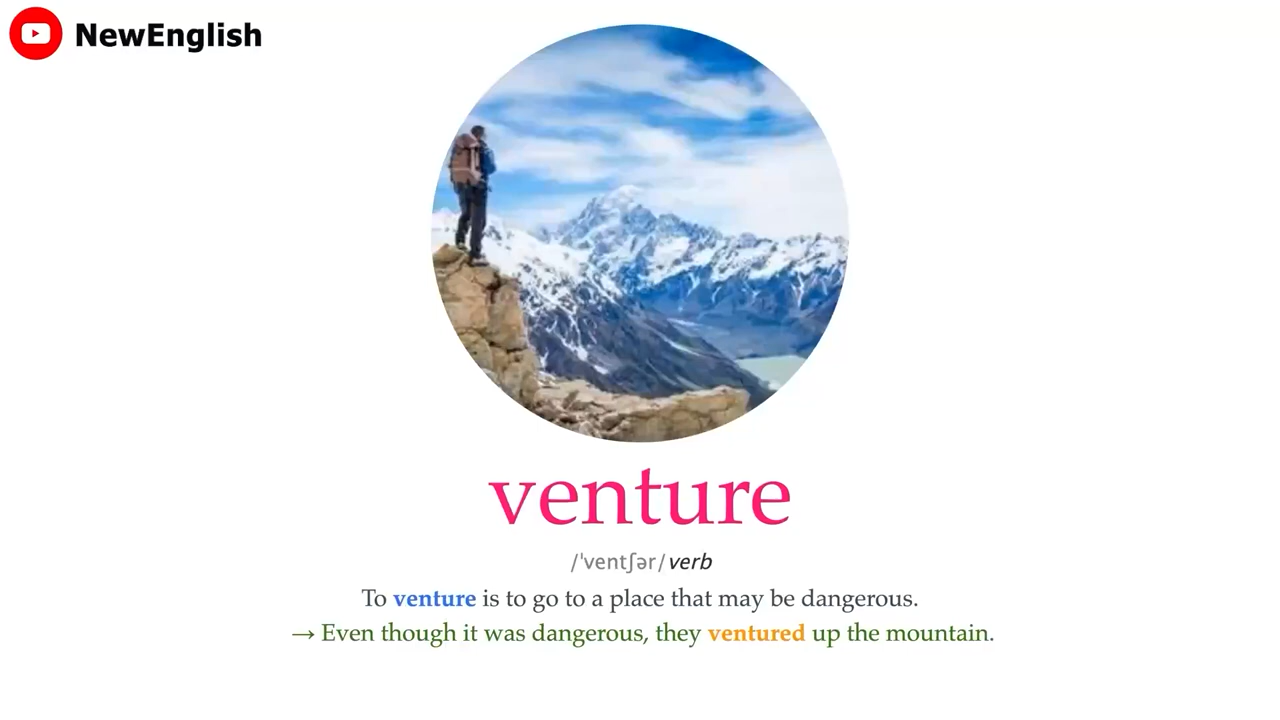 NewEnglish
venture
/ˈventʃər/ verb
To venture is to go to a place that may be dangerous.
→ Even though it was dangerous, they ventured up the mountain.